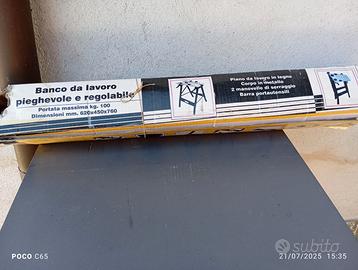 Banco da lavoro
pieghevole e regolabile
Portata massima kg. 100
Dimensioni mm. 620x450x760
Piano da lavoro in legno
Corpo in metallo
2 manovelle di serraggio
Barra portautensili
POCO C65
subito
21/07/2025 15:35